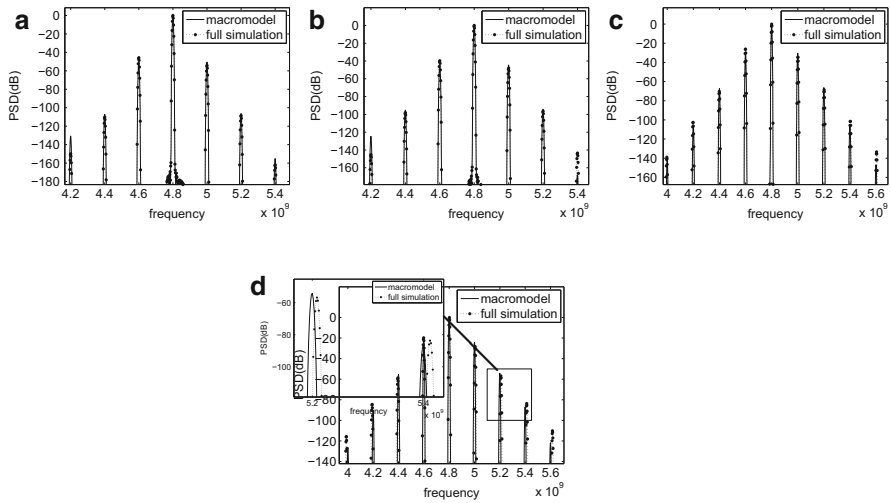 a
macromodel
full simulation
PSD(dB)
0
−20
−40
−60
−80
−100
−120
−140
−160
−180
4.2 4.4 4.6 4.8 5 5.2 5.4
frequency
x 10^9
b
macromodel
full simulation
PSD(dB)
0
−20
−40
−60
−80
−100
−120
−140
−160
4.2 4.4 4.6 4.8 5 5.2 5.4
frequency
x 10^9
c
macromodel
full simulation
PSD(dB)
0
−20
−40
−60
−80
−100
−120
−140
−160
4 4.2 4.4 4.6 4.8 5 5.2 5.4 5.6
frequency
x 10^9
d
macromodel
full simulation
PSD(dB)
−60
−80
−100
5.2 5.4
frequency
x 10^9
macromodel
full simulation
PSD(dB)
0
−20
−40
−60
−80
−100
−120
−140
4 4.2 4.4 4.6 4.8 5 5.2 5.4 5.6
frequency
x 10^9